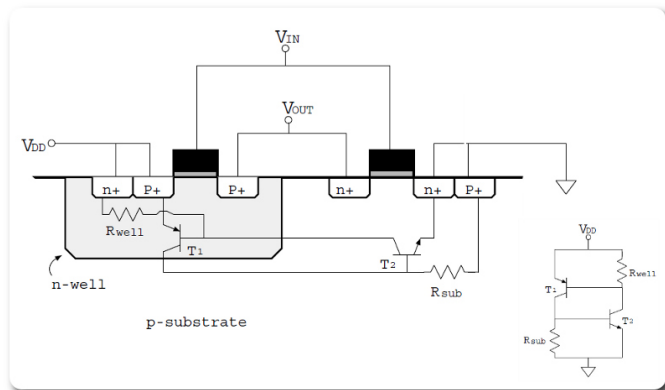 VIN
VOUT
VDD
n+
P+
P+
n+
n+
P+
Rwell
T1
T2
Rsub
n-well
p-substrate
VDD
Rwell
T1
T2
Rsub